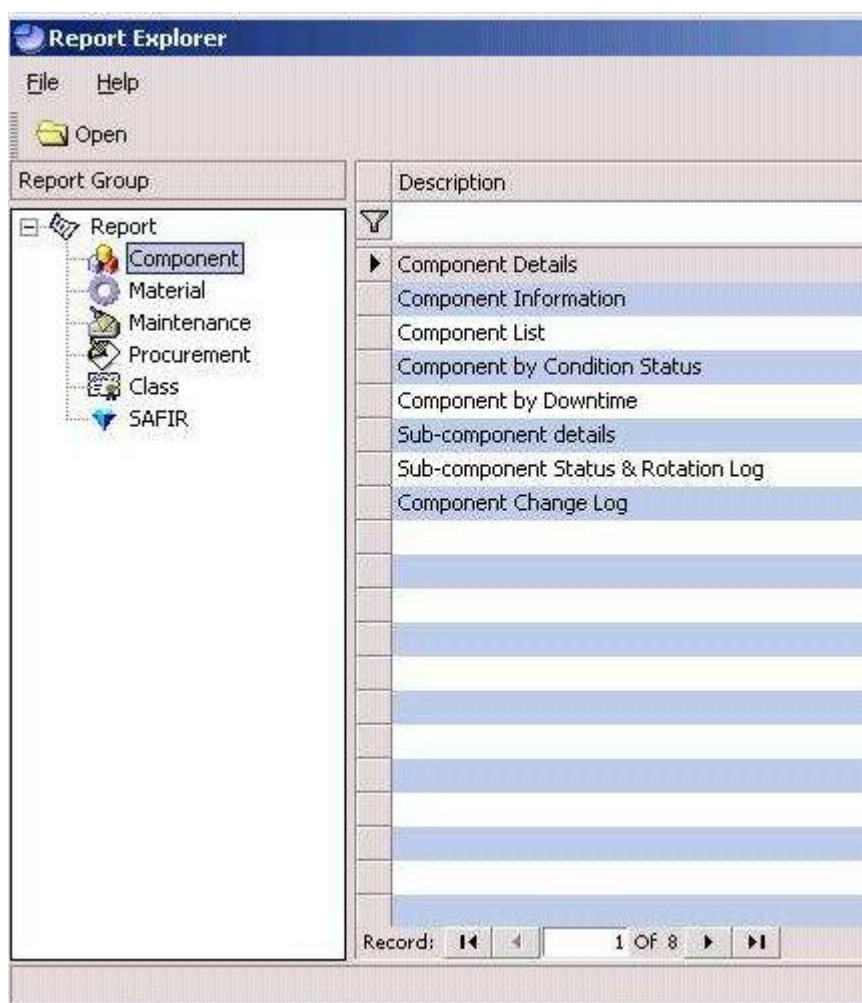 Report Explorer
File Help
Open
Report Group
Report
Component
Material
Maintenance
Procurement
Class
SAFIR
Description
Component Details
Component Information
Component List
Component by Condition Status
Component by Downtime
Sub-component details
Sub-component Status & Rotation Log
Component Change Log
Record: 1 Of 8